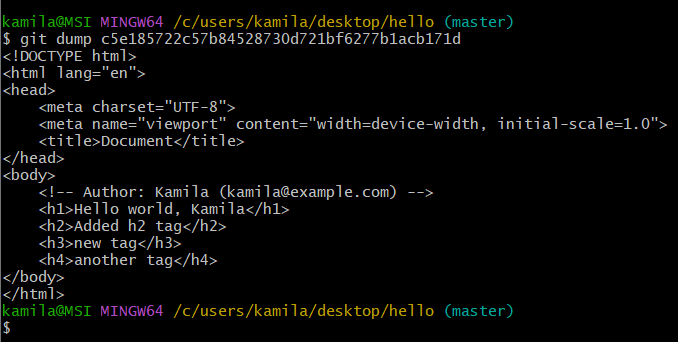 kamila@MSI MINGW64 /c/users/kamila/desktop/hello (master)
$ git dump c5e185722c57b84528730d721bf6277b1acb171d
<!DOCTYPE html>
<html lang="en">
<head>
    <meta charset="UTF-8">
    <meta name="viewport" content="width=device-width, initial-scale=1.0">
    <title>Document</title>
</head>
<body>
    <!-- Author: Kamila (kamila@example.com) -->
    <h1>Hello world, Kamila</h1>
    <h2>Added h2 tag</h2>
    <h3>new tag</h3>
    <h4>another tag</h4>
</body>
</html>
kamila@MSI MINGW64 /c/users/kamila/desktop/hello (master)
$